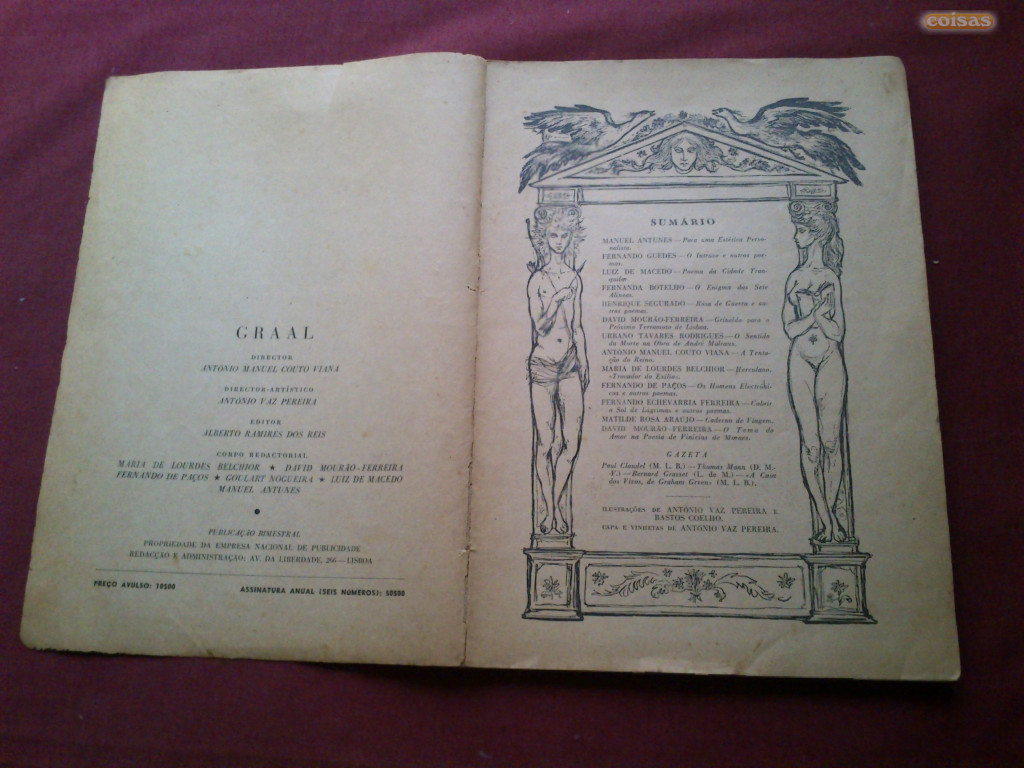 coisas
GRAAL
DIRECTOR
ANTÓNIO MANUEL COUTO VIANA
DIRECTOR-ARTÍSTICO
ANTÓNIO VAZ PEREIRA
EDITOR
ALBERTO RAMIRES DOS REIS
CORPO REDACTORIAL
MARIA DE LOURDES BELCHIOR ★ DAVID MOURÃO-FERREIRA
FERNANDO DE PAÇOS ★ GOULART NOGUEIRA ★ LUIZ DE MACEDO
MANUEL ANTUNES
PUBLICAÇÃO BIMESTRAL
PROPRIEDADE DA EMPRESA NACIONAL DE PUBLICIDADE
REDACÇÃO E ADMINISTRAÇÃO: AV. DA LIBERDADE, 266 — LISBOA
PREÇO AVULSO: 10$00 ASSINATURA ANUAL (SEIS NÚMEROS): 50$00
SUMÁRIO
MANUEL ANTUNES — Para uma Estética Perso-
nalista.
FERNANDO GUEDES — O and e outros poe-
mas.
LUIZ DE MACEDO — Poema da Cidade Tran-
quila
FERNANDA BOTELHO — O Enigma das Sete
Alíneas.
HENRIQUE SEGURADO — Rosa de Guerra e ou-
tros poemas.
DAVID MOURÃO-FERREIRA — Grinalda para o
Próximo Terramoto de Lisboa.
URBANO TAVARES RODRIGUES — O Sentido
da Morte na Obra de André Malraux.
ANTÓNIO MANUEL COUTO VIANA — A Tenta-
ção do Reino.
MARIA DE LOURDES BELCHIOR — Herculano,
«Trovador do Exílio».
FERNANDO DE PAÇOS — Os Homens Electróni-
cos e outros poemas.
FERNANDO ECHEVARRIA FERREIRA — Cobrir
o Sol de Lágrimas e outros poemas.
MATILDE ROSA ARAÚJO — Caderno de Viagem.
DAVID MOURÃO-FERREIRA — O Tema do
Amor na Poesia de Vinicius de Moraes.
GAZETA
Paul Claudel (M. L. B.) — Thomas Mann (D. M.-
F.) — Bernard Grasset (L. de M.) — «A Casa
dos Vivos, de Graham Greene (M. L. B.).
ILUSTRAÇÕES DE ANTÓNIO VAZ PEREIRA E
BASTOS COELHO.
CAPA E VINHETAS DE ANTÓNIO VAZ PEREIRA.